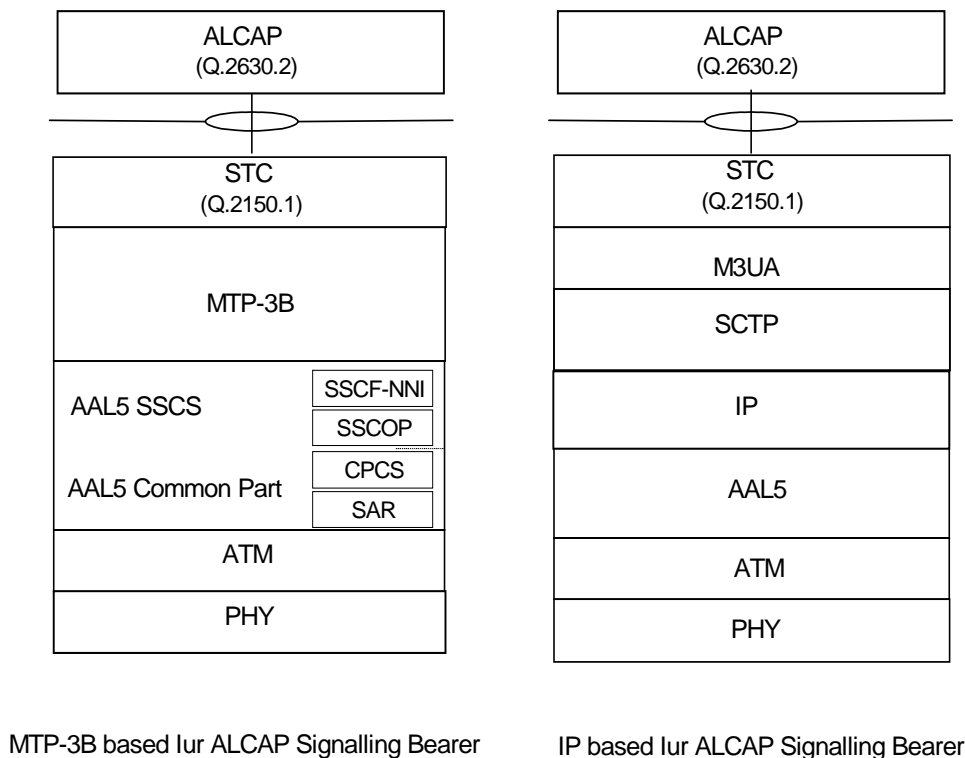 ALCAP
(Q.2630.2)
STC
(Q.2150.1)
MTP-3B
AAL5 SSCS
SSCF-NNI
SSCOP
AAL5 Common Part
CPCS
SAR
ATM
PHY
MTP-3B based Iur ALCAP Signalling Bearer
ALCAP
(Q.2630.2)
STC
(Q.2150.1)
M3UA
SCTP
IP
AAL5
ATM
PHY
IP based Iur ALCAP Signalling Bearer